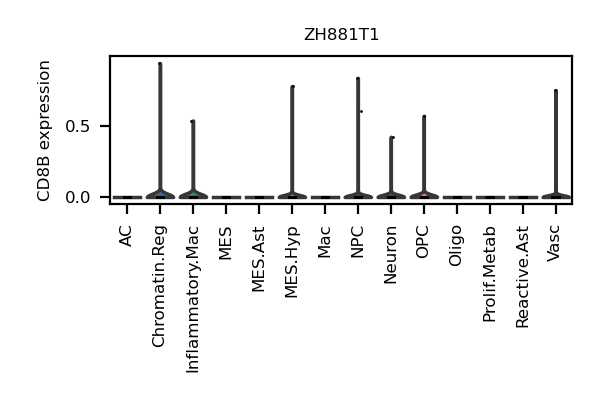 ZH881T1
CD8B expression
0.5
0.0
AC
Chromatin.Reg
Inflammatory.Mac
MES
MES.Ast
MES.Hyp
Mac
NPC
Neuron
OPC
Oligo
Prolif.Metab
Reactive.Ast
Vasc